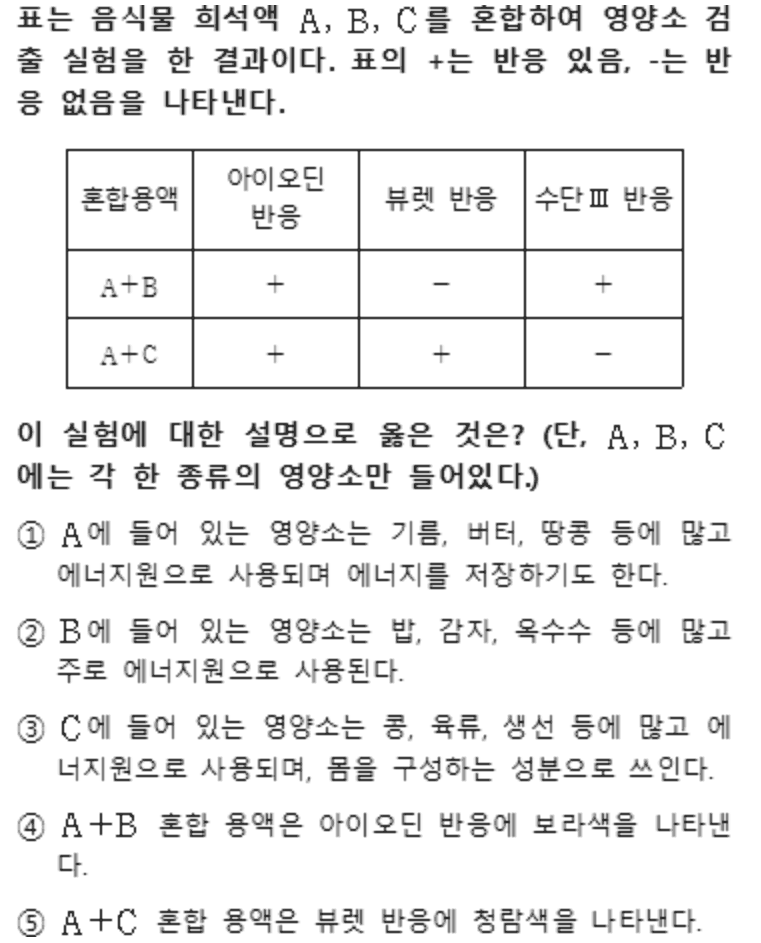 표는 음식물 희석액 A, B, C를 혼합하여 영양소 검
출 실험을 한 결과이다. 표의 +는 반응 있음, -는 반
응 없음을 나타낸다.
혼합용액 아이오딘 반응 뷰렛 반응 수단Ⅲ 반응
A+B + - +
A+C + + -
이 실험에 대한 설명으로 옳은 것은? (단, A, B, C
에는 각 한 종류의 영양소만 들어있다.)
① A에 들어 있는 영양소는 기름, 버터, 땅콩 등에 많고
에너지원으로 사용되며 에너지를 저장하기도 한다.
② B에 들어 있는 영양소는 밥, 감자, 옥수수 등에 많고
주로 에너지원으로 사용된다.
③ C에 들어 있는 영양소는 콩, 육류, 생선 등에 많고 에
너지원으로 사용되며, 몸을 구성하는 성분으로 쓰인다.
④ A+B 혼합 용액은 아이오딘 반응에 보라색을 나타낸
다.
⑤ A+C 혼합 용액은 뷰렛 반응에 청람색을 나타낸다.